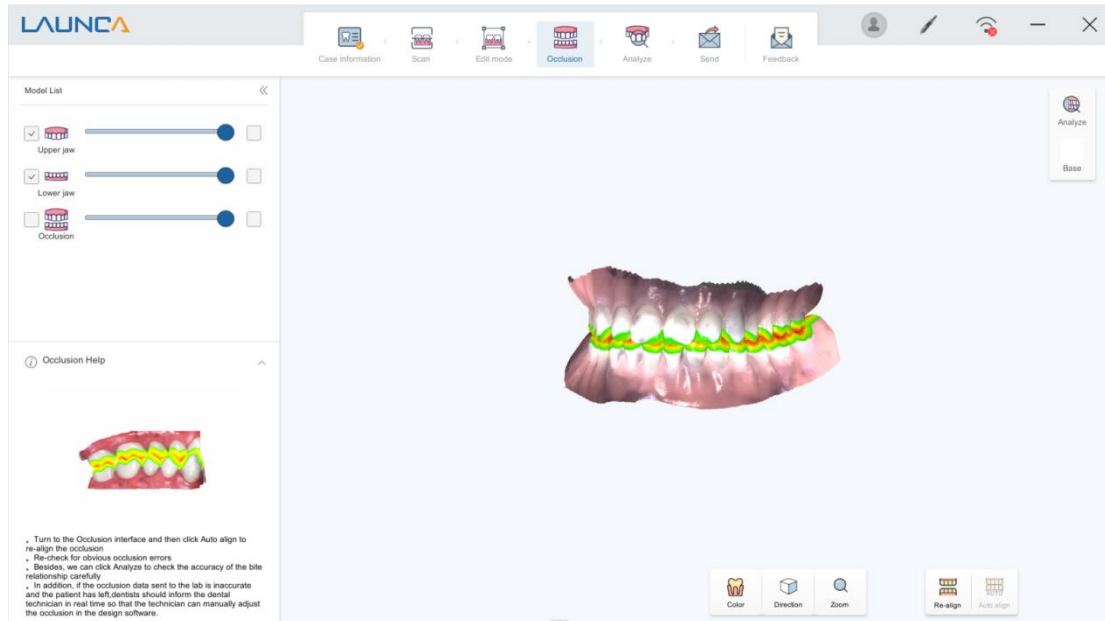 LAUNCA
Case information
Scan
Edit mode
Occlusion
Analyze
Send
Feedback
Model List
Upper jaw
Lower jaw
Occlusion
Analyze
Base
Occlusion Help
. Turn to the Occlusion interface and then click Auto align to
re-align the occlusion
. Re-check for obvious occlusion errors
. Besides, we can click Analyze to check the accuracy of the bite
relationship carefully
. In addition, if the occlusion data sent to the lab is inaccurate
and the patient has left,dentists should inform the dental
technician in real time so that the technician can manually adjust
the occlusion in the design software.
Color
Direction
Zoom
Re-align
AUTO
Auto align